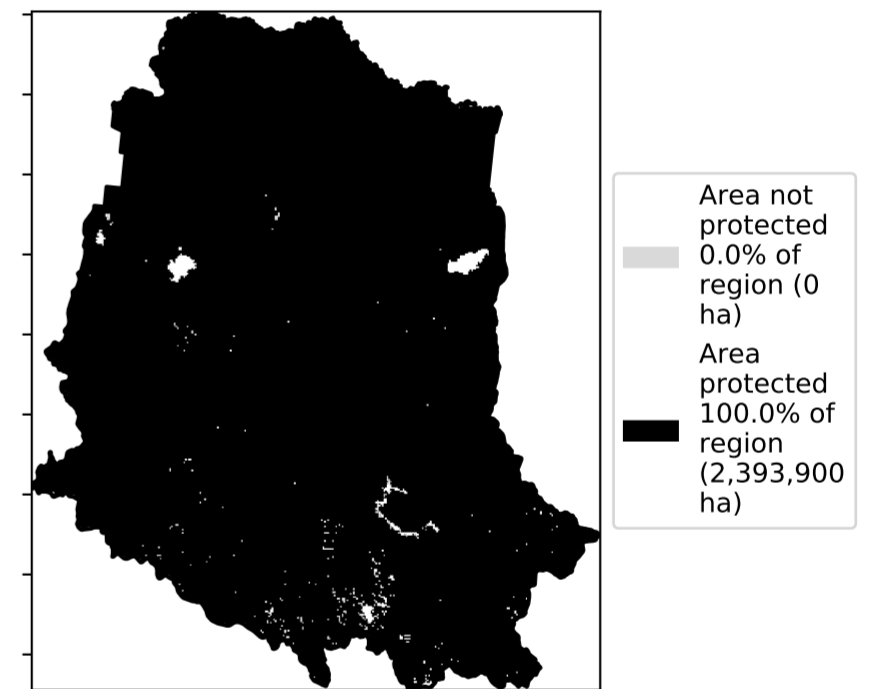 Area not
protected
0.0% of
region (0
ha)
Area
protected
100.0% of
region
(2,393,900
ha)